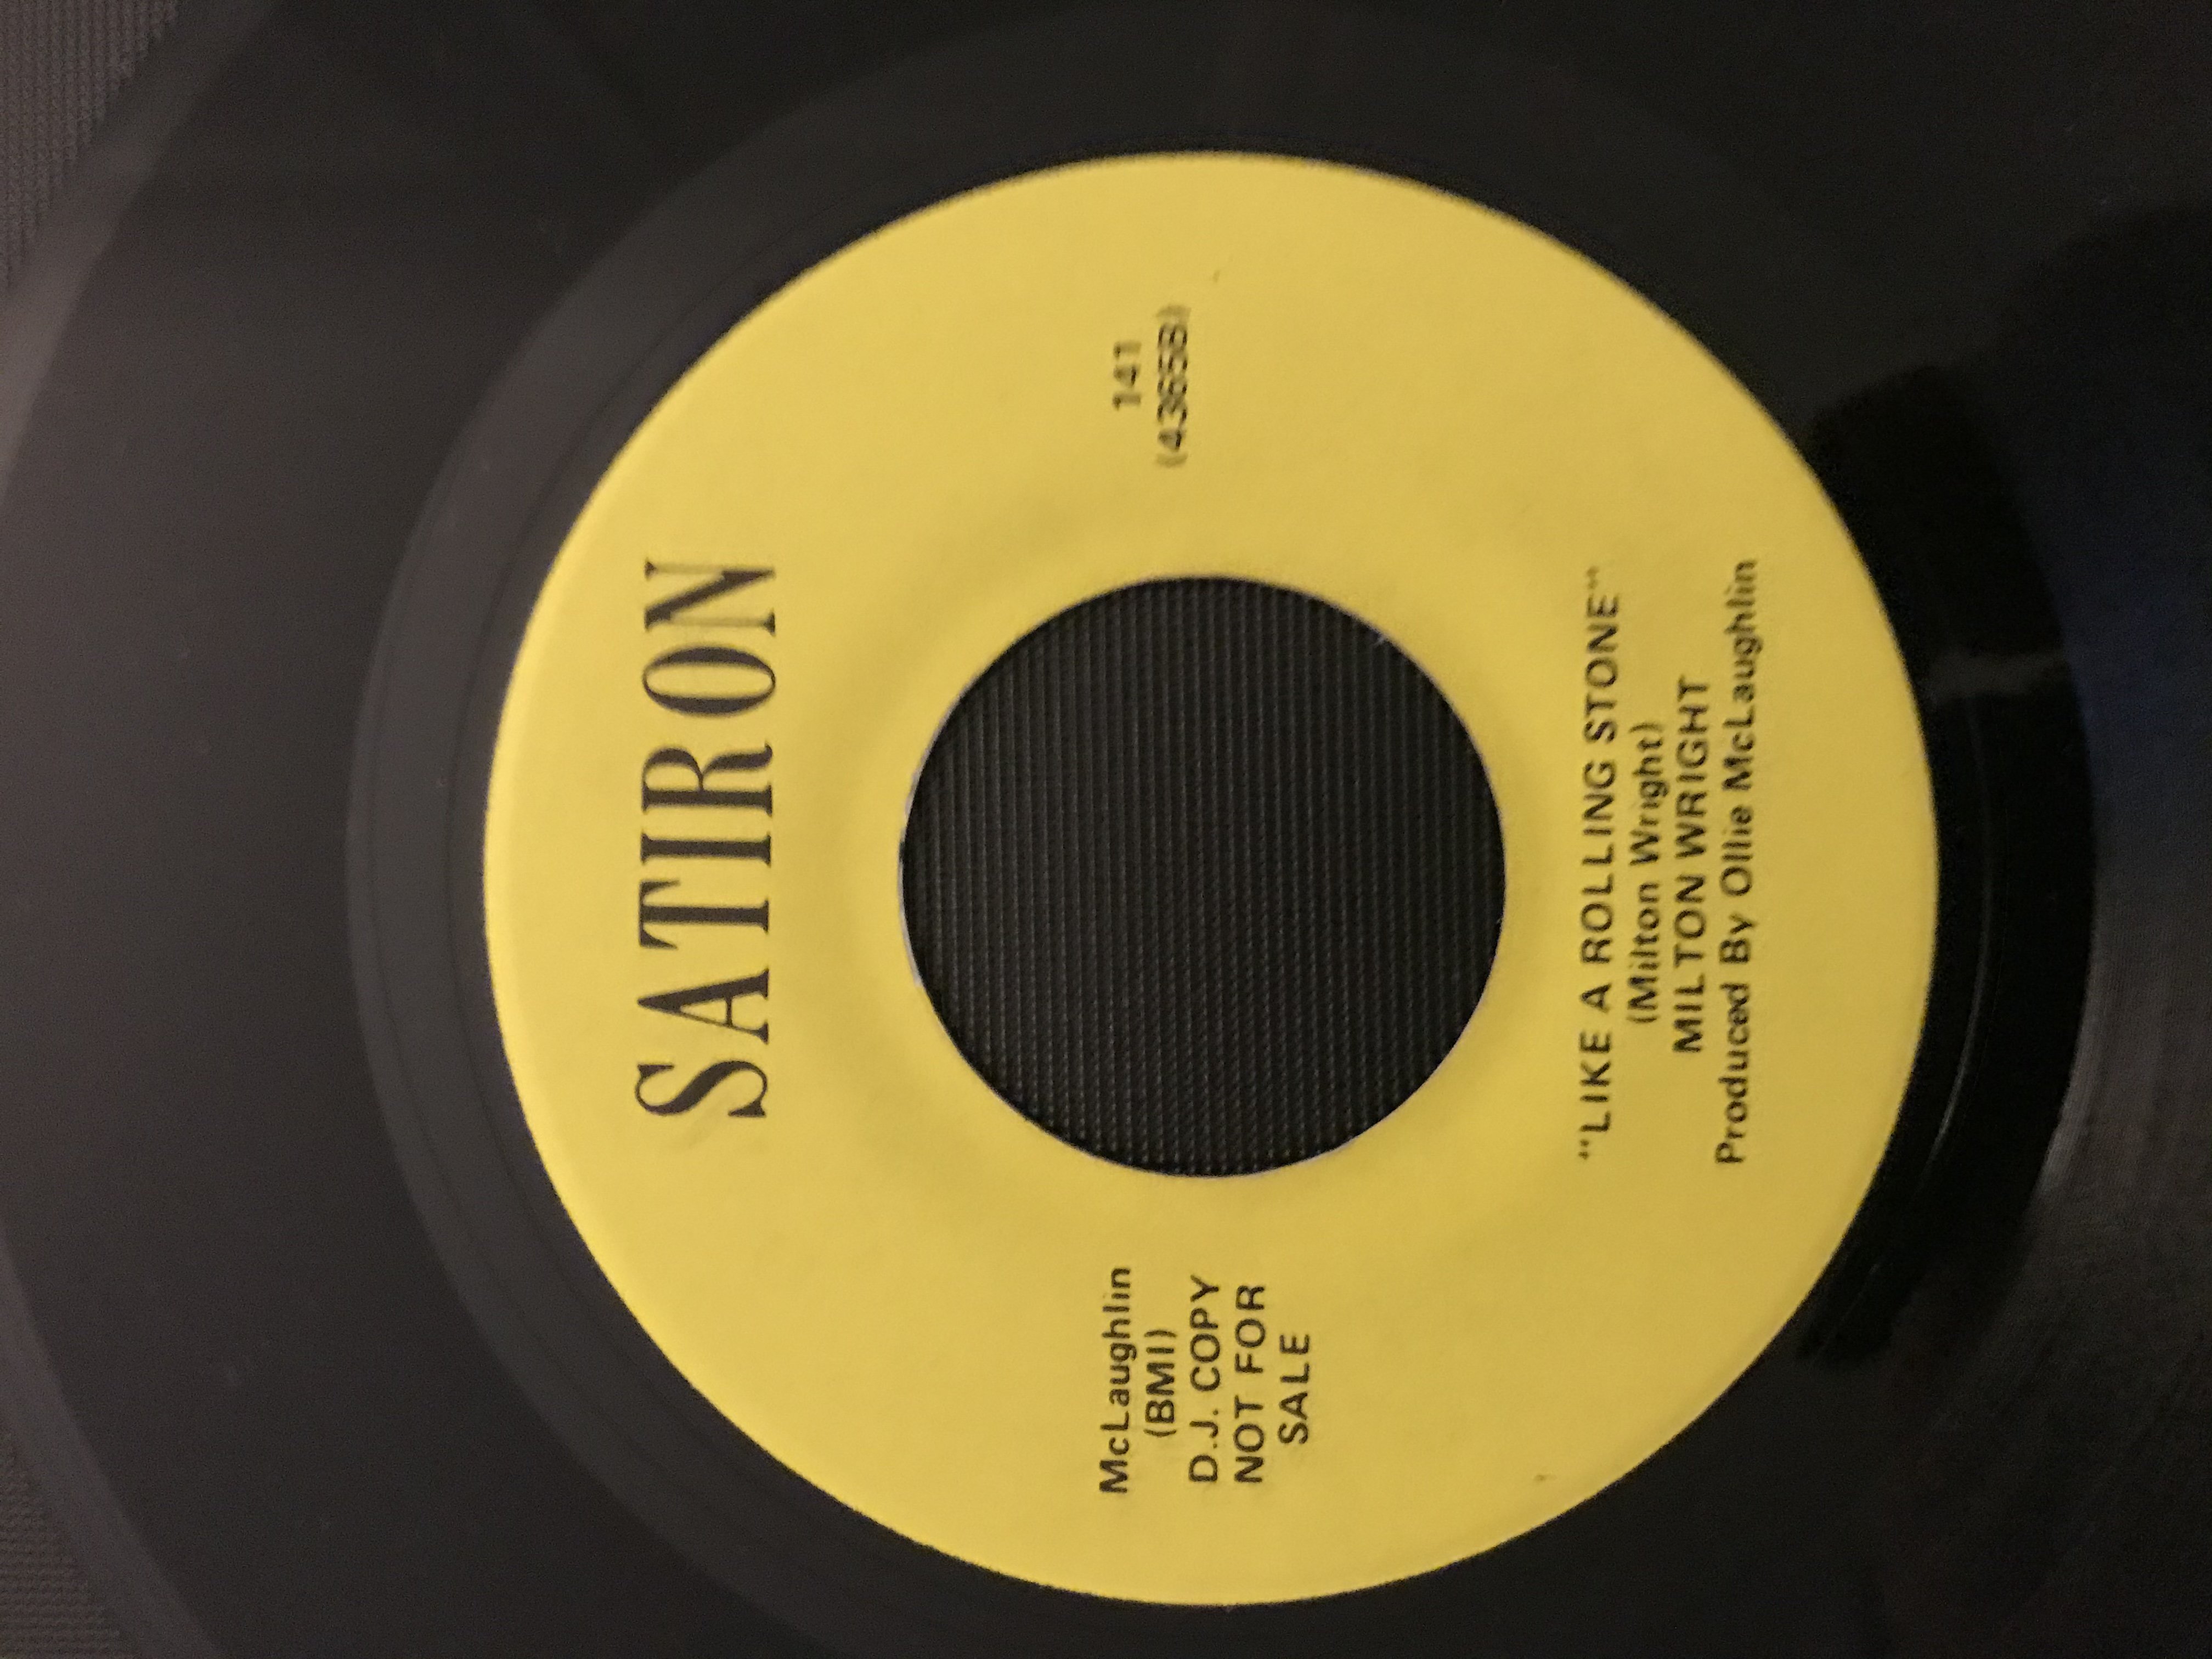 SATIRON
McLaughlin
(BMI)
D.J. COPY
NOT FOR
SALE
141
(43655B)
"LIKE A ROLLING STONE"
(Milton Wright)
MILTON WRIGHT
Produced By Ollie McLaughlin